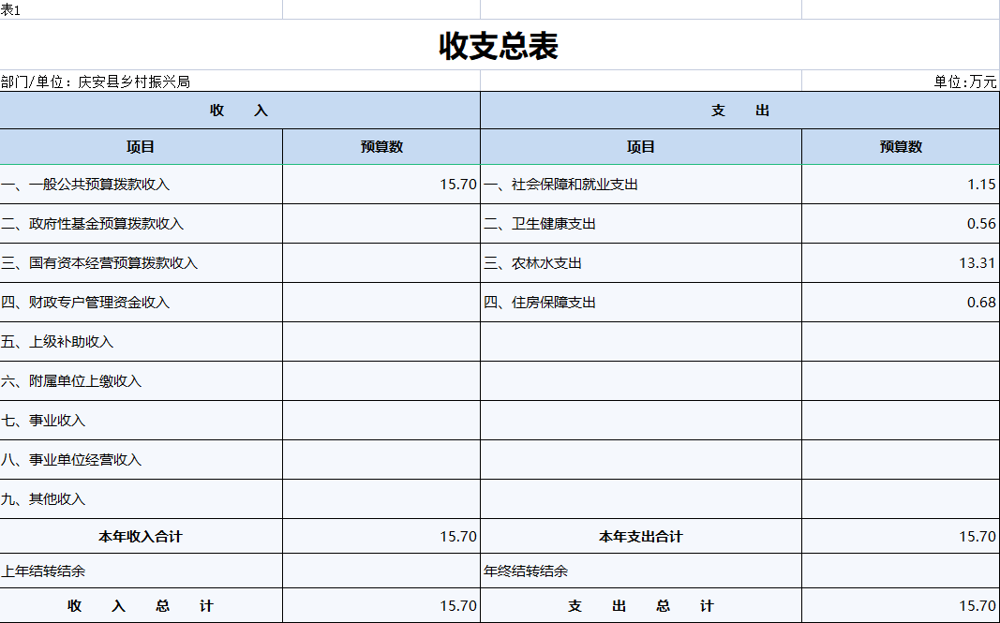 表1
收支总表
部门/单位：庆安县乡村振兴局 单位:万元
收 入 支 出
项目 预算数 项目 预算数
一、一般公共预算拨款收入 15.70 一、社会保障和就业支出 1.15
二、政府性基金预算拨款收入 二、卫生健康支出 0.56
三、国有资本经营预算拨款收入 三、农林水支出 13.31
四、财政专户管理资金收入 四、住房保障支出 0.68
五、上级补助收入
六、附属单位上缴收入
七、事业收入
八、事业单位经营收入
九、其他收入
本年收入合计 15.70 本年支出合计 15.70
上年结转结余 年终结转结余
收 入 总 计 15.70 支 出 总 计 15.70